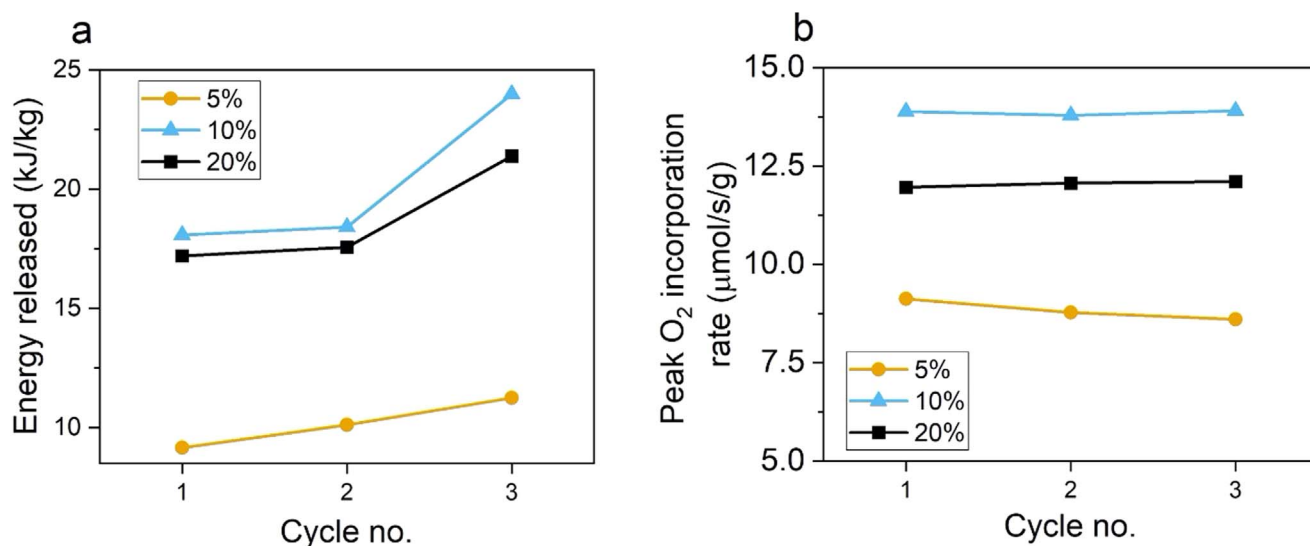 a
Energy released (kJ/kg)
25
20
15
10
5%
10%
20%
1 2 3
Cycle no.
b
Peak O₂ incorporation
rate (μmol/s/g)
15.0
12.5
10.0
7.5
5.0
5%
10%
20%
1 2 3
Cycle no.